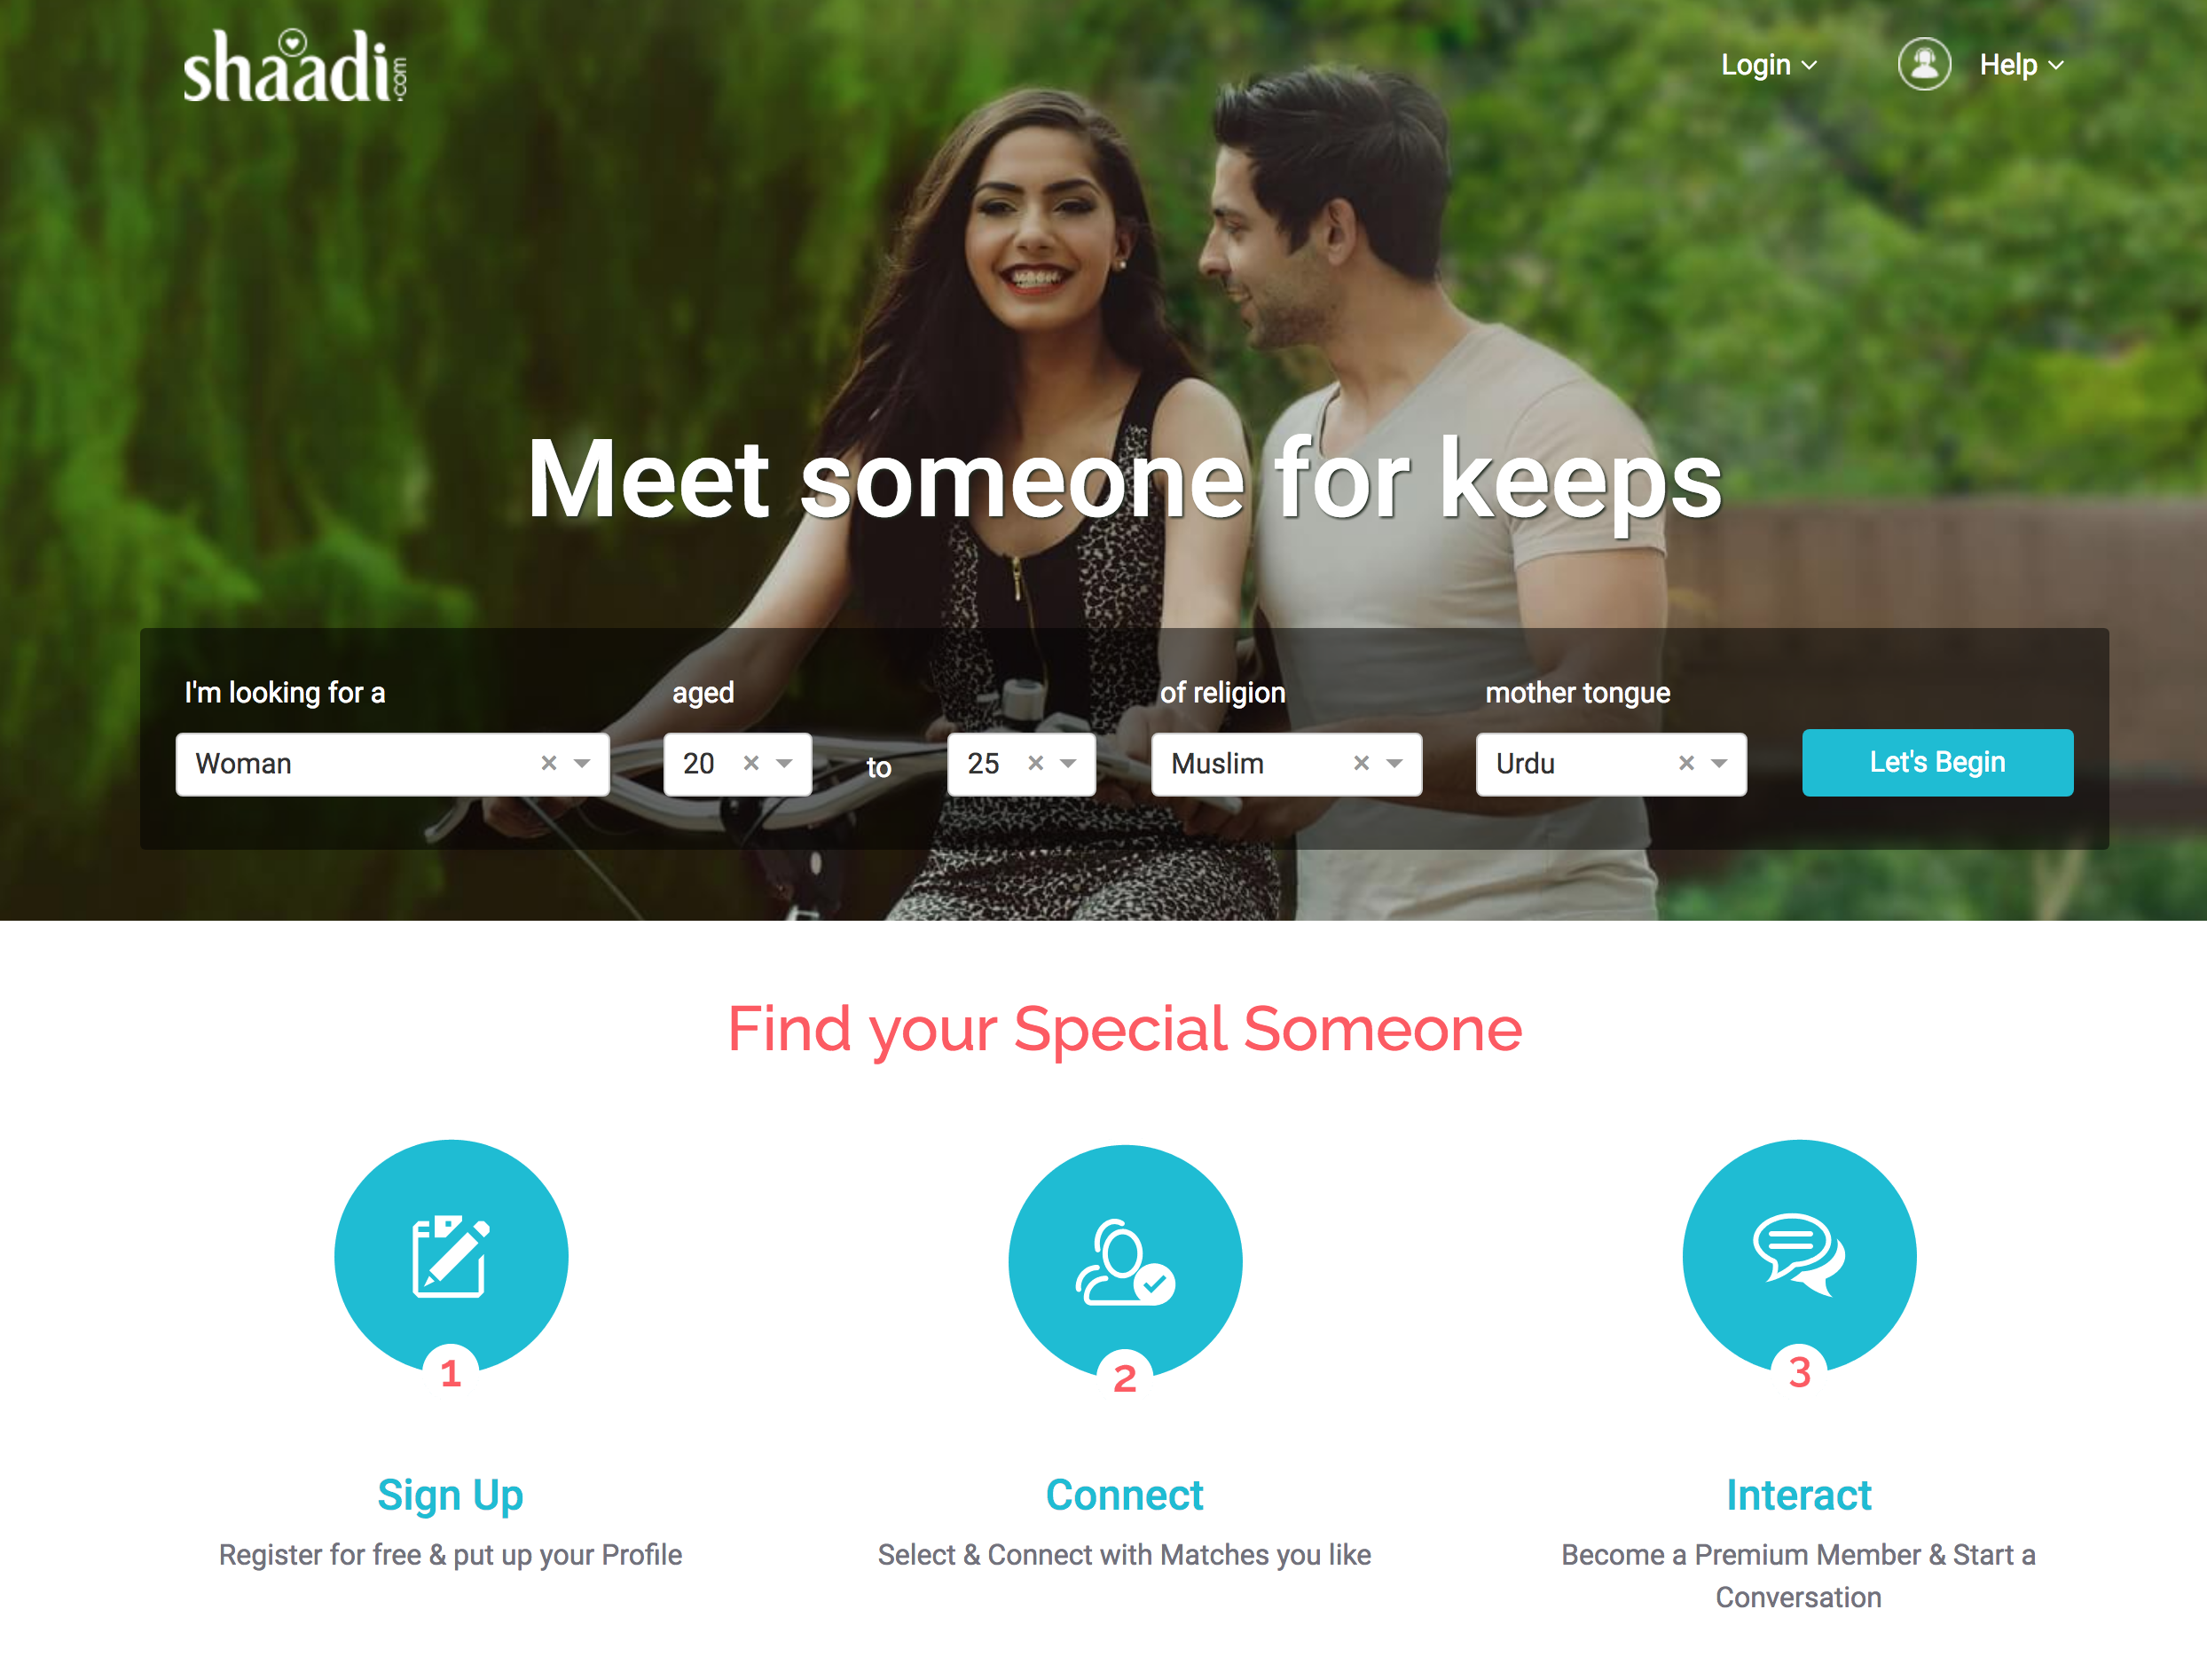 shaadi.com
Login
Help
Meet someone for keeps
I'm looking for a
aged
of religion
mother tongue
Woman
20
to
25
Muslim
Urdu
Let's Begin
Find your Special Someone
1
2
3
Sign Up
Connect
Interact
Register for free & put up your Profile
Select & Connect with Matches you like
Become a Premium Member & Start a
Conversation